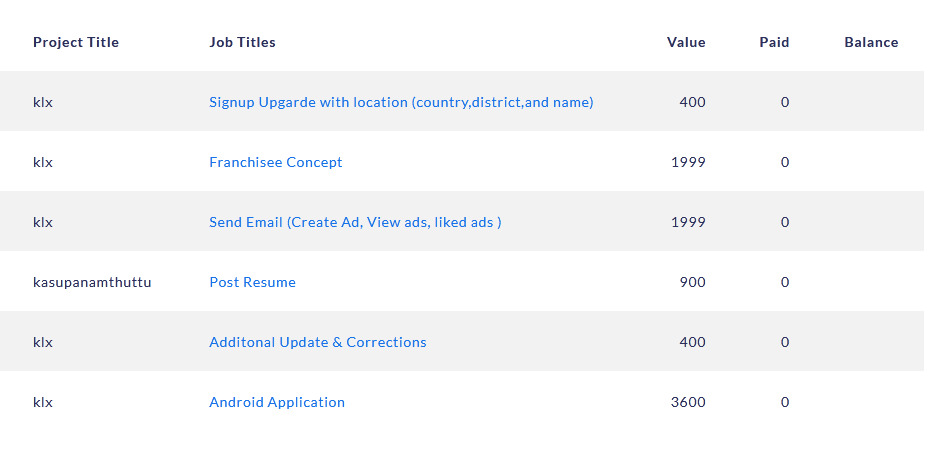 Project Title Job Titles Value Paid Balance
klx Signup Upgarde with location (country,district,and name) 400 0
klx Franchisee Concept 1999 0
klx Send Email (Create Ad, View ads, liked ads ) 1999 0
kasupanamthuttu Post Resume 900 0
klx Additonal Update & Corrections 400 0
klx Android Application 3600 0